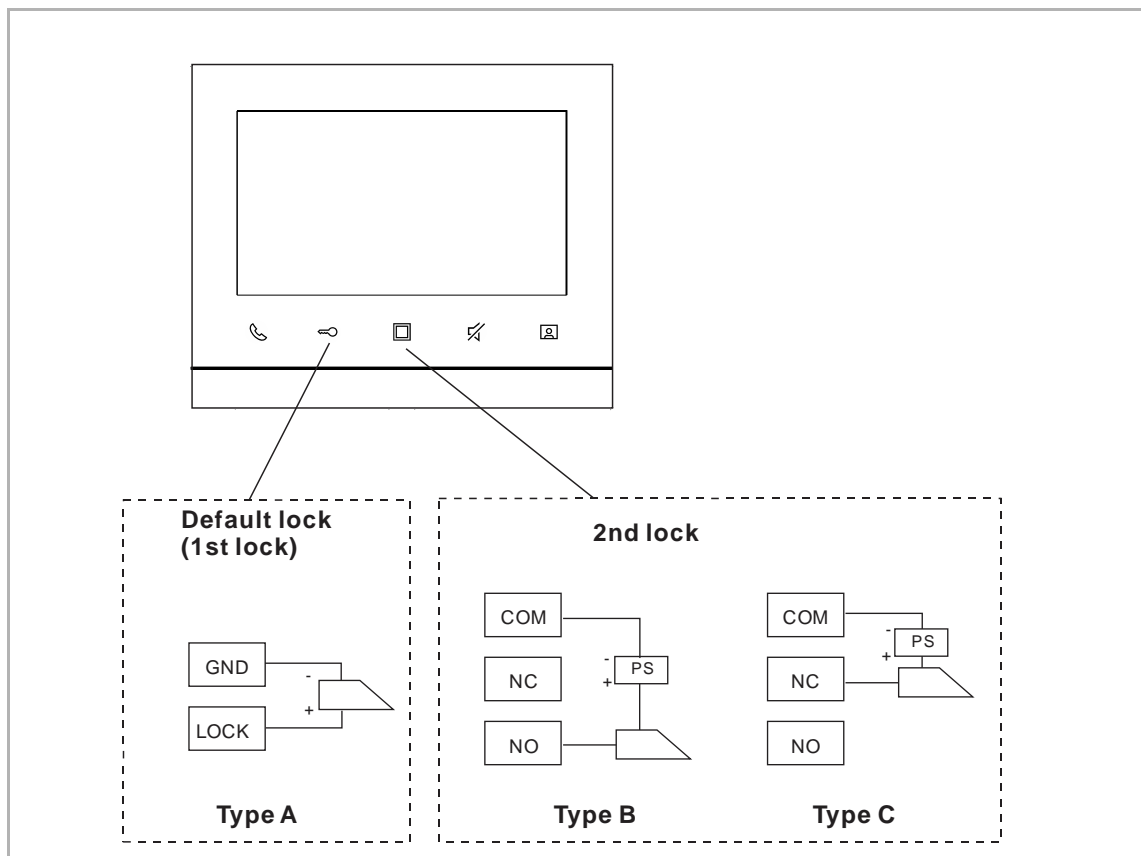 Default lock
(1st lock)
2nd lock
GND
-
+
LOCK
Type A
COM
-
PS
+
NC
NO
Type B
COM
-
PS
+
NC
NO
Type C